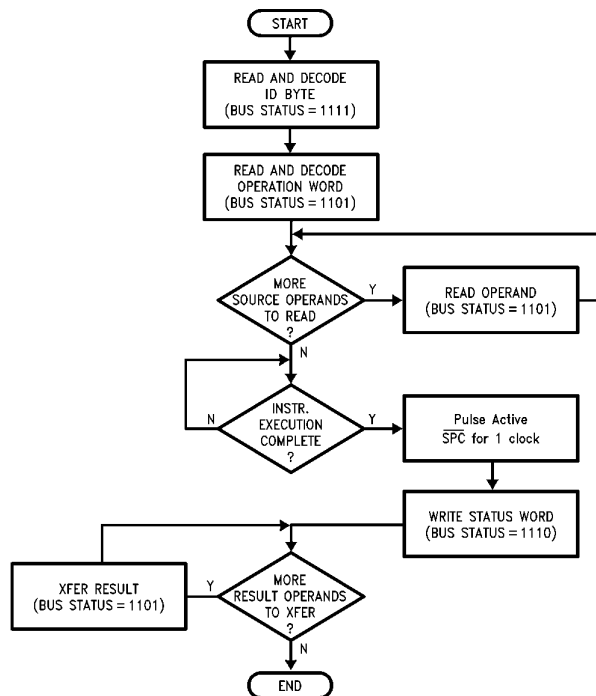 START
READ AND DECODE
ID BYTE
(BUS STATUS = 1111)
READ AND DECODE
OPERATION WORD
(BUS STATUS = 1101)
MORE
SOURCE OPERANDS
TO READ
?
Y
READ OPERAND
(BUS STATUS = 1101)
N
INSTR.
EXECUTION
COMPLETE
?
N
Y
Pulse Active
SPC for 1 clock
WRITE STATUS WORD
(BUS STATUS = 1110)
MORE
RESULT OPERANDS
TO XFER
?
Y
XFER RESULT
(BUS STATUS = 1101)
N
END